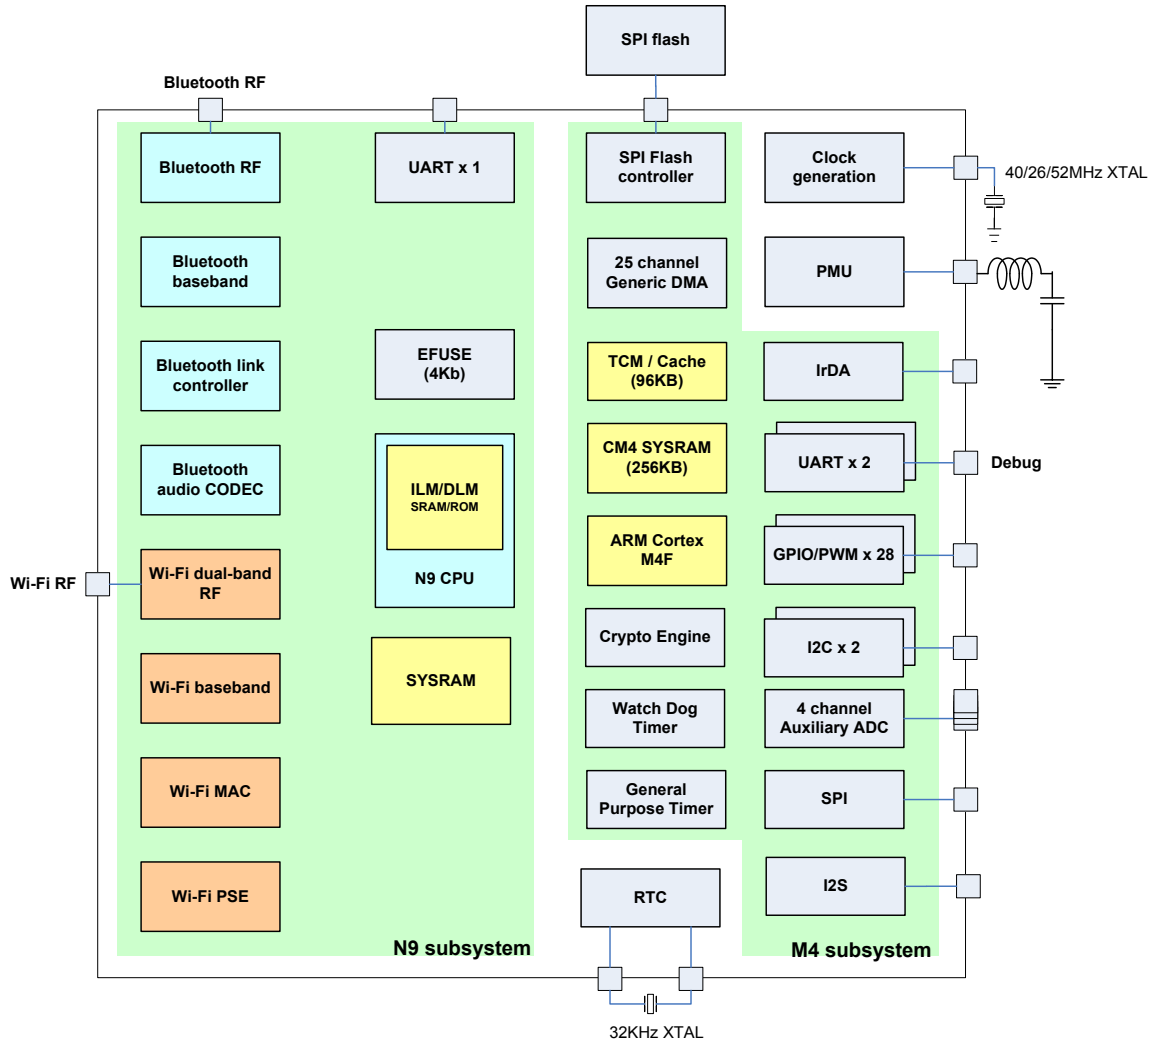 SPI flash
Bluetooth RF
Bluetooth RF
UART x 1
SPI Flash
controller
Clock
generation
40/26/52MHz XTAL
Bluetooth
baseband
25 channel
Generic DMA
PMU
Bluetooth link
controller
EFUSE
(4Kb)
TCM / Cache
(96KB)
IrDA
Bluetooth
audio CODEC
ILM/DLM
SRAM/ROM
N9 CPU
CM4 SYSRAM
(256KB)
UART x 2
Debug
Wi-Fi RF
Wi-Fi dual-band
RF
ARM Cortex
M4F
GPIO/PWM x 28
Wi-Fi baseband
SYSRAM
Crypto Engine
I2C x 2
Watch Dog
Timer
4 channel
Auxiliary ADC
Wi-Fi MAC
General
Purpose Timer
SPI
Wi-Fi PSE
RTC
I2S
N9 subsystem
M4 subsystem
32KHz XTAL